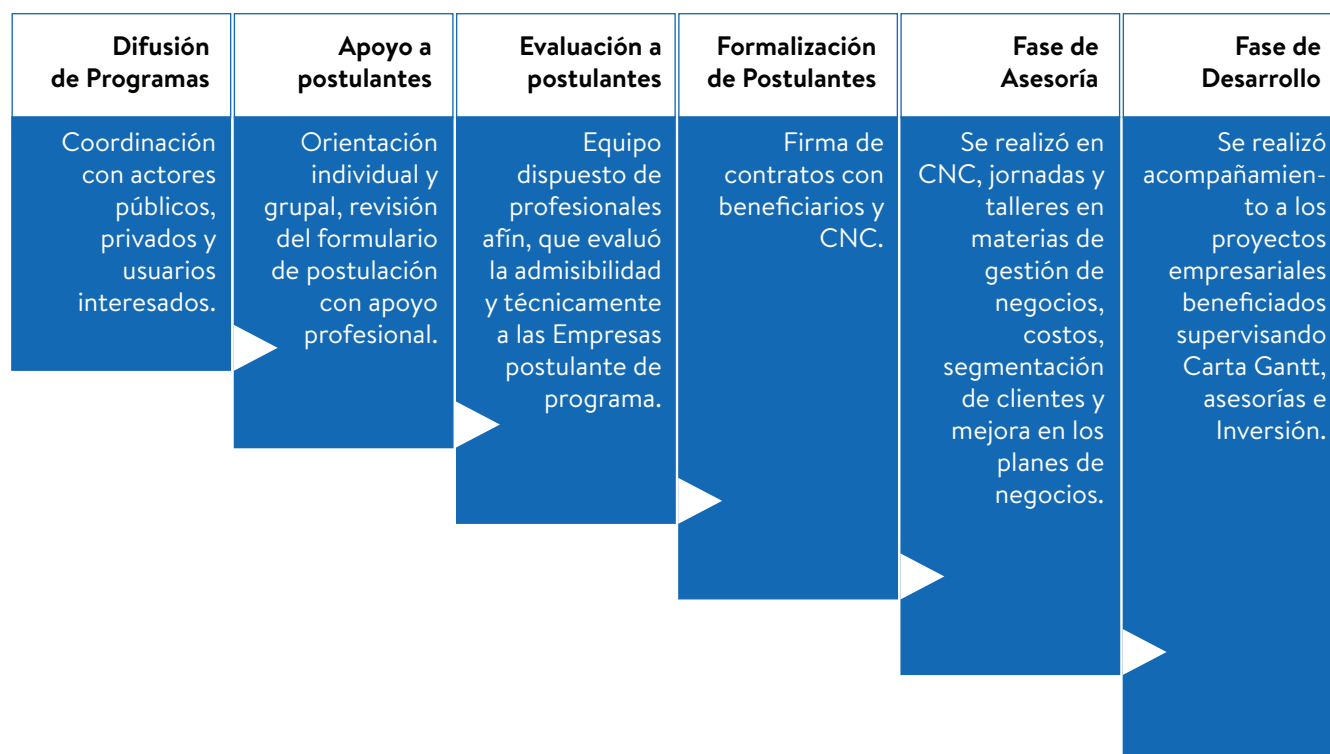 Difusión
de Programas
Coordinación
con actores
públicos,
privados y
usuarios
interesados.
Apoyo a
postulantes
Orientación
individual y
grupal, revisión
del formulario
de postulación
con apoyo
profesional.
Evaluación a
postulantes
Equipo
dispuesto de
profesionales
afín, que evaluó
la admisibilidad
y técnicamente
a las Empresas
postulante de
programa.
Formalización
de Postulantes
Firma de
contratos con
beneficiarios y
CNC.
Fase de
Asesoría
Se realizó en
CNC, jornadas y
talleres en
materias de
gestión de
negocios,
costos,
segmentación
de clientes y
mejora en los
planes de
negocios.
Fase de
Desarrollo
Se realizó
acompañamien-
to a los
proyectos
empresariales
beneficiados
supervisando
Carta Gantt,
asesorías e
Inversión.